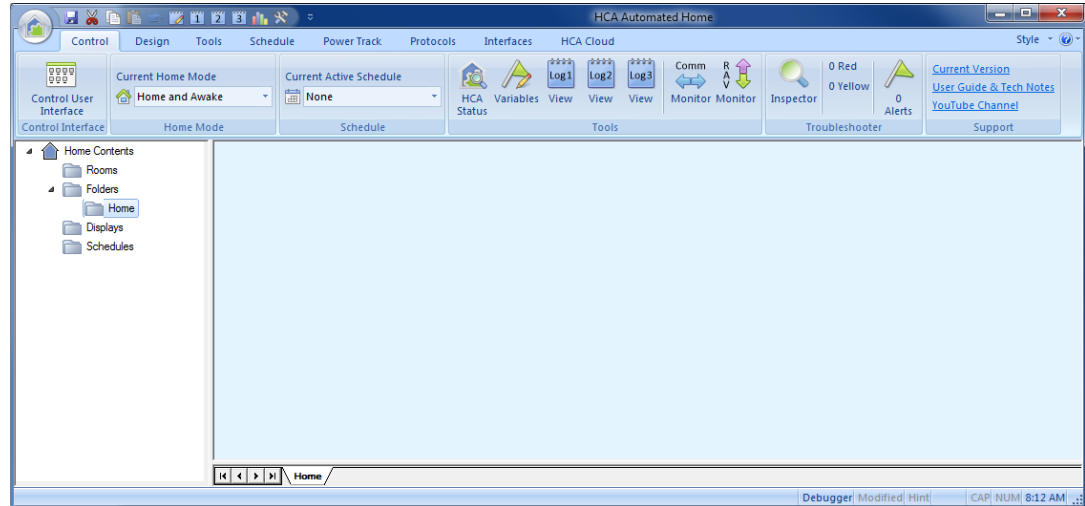 1 2 3
HCA Automated Home
Control Design Tools Schedule Power Track Protocols Interfaces HCA Cloud Style
Control User
Interface
Control Interface
Current Home Mode
Home and Awake
Home Mode
Current Active Schedule
None
Schedule
HCA
Status
Variables
Log1
View
Log2
View
Log3
View
Comm
Monitor
R
A
V
Monitor
Tools
Inspector
0 Red
0 Yellow
0
Alerts
Troubleshooter
Current Version
User Guide & Tech Notes
YouTube Channel
Support
Home Contents
Rooms
Folders
Home
Displays
Schedules
Home
Debugger Modified Hint CAP NUM 8:12 AM